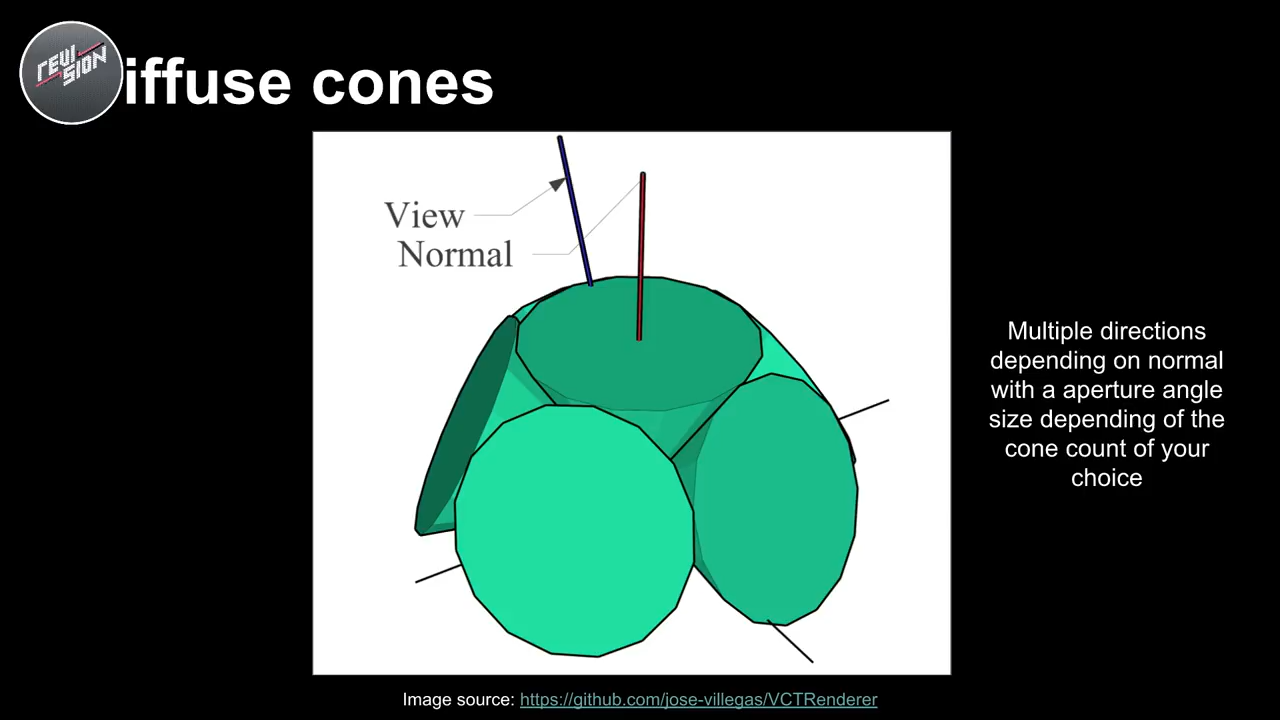 REVISION
iffuse cones
View
Normal
Multiple directions
depending on normal
with a aperture angle
size depending of the
cone count of your
choice
Image source: https://github.com/jose-villegas/VCTRenderer